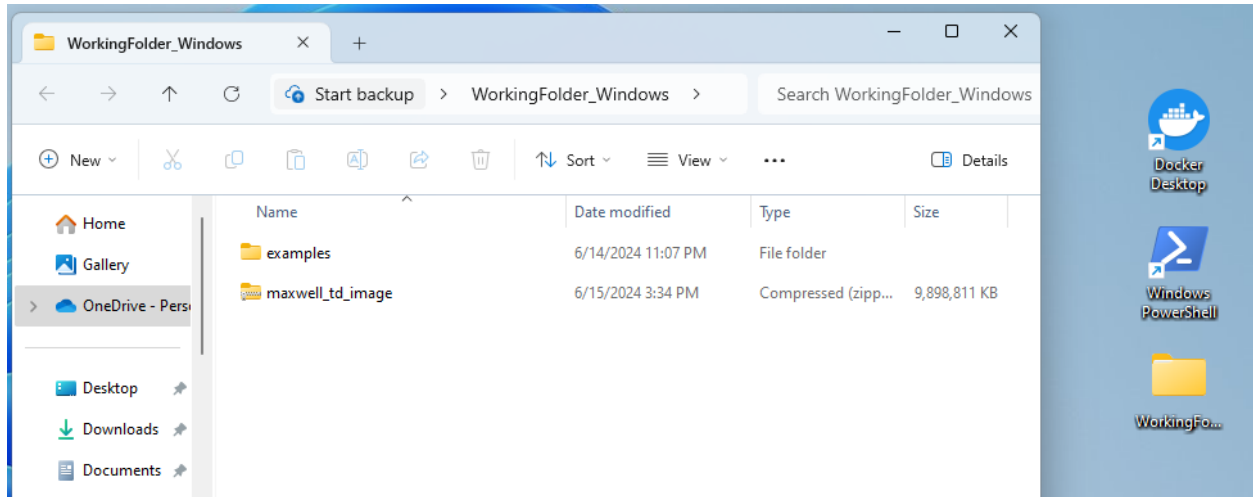 WorkingFolder_Windows
Start backup > WorkingFolder_Windows >
Search WorkingFolder_Windows
New
Sort
View
Details
Home
Gallery
OneDrive - Pers
Desktop
Downloads
Documents
Name Date modified Type Size
examples 6/14/2024 11:07 PM File folder
maxwell_td_image 6/15/2024 3:34 PM Compressed (zipp... 9,898,811 KB
Docker
Desktop
Windows
PowerShell
WorkingFo...